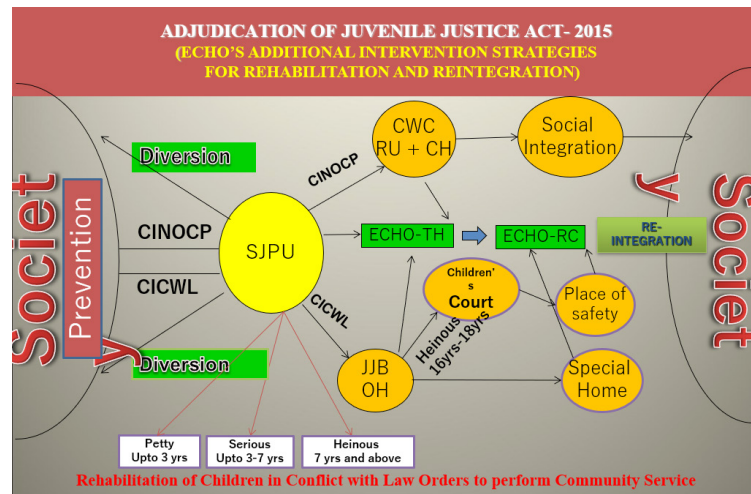 ADJUDICATION OF JUVENILE JUSTICE ACT- 2015
(ECHO'S ADDITIONAL INTERVENTION STRATEGIES
FOR REHABILITATION AND REINTEGRATION)
Societ
y
Prevention
Diversion
CINOCP
CICWL
Diversion
SJPU
CINOCP
CICWL
CWC
RU + CH
Social
Integration
ECHO-TH
ECHO-RC
RE-
INTEGRATION
Children'
s
Court
Heinous
16yrs-18yrs
Place of
safety
JJB
OH
Special
Home
Societ
y
Petty
Upto 3 yrs
Serious
Upto 3-7 yrs
Heinous
7 yrs and above
Rehabilitation of Children in Conflict with Law Orders to perform Community Service